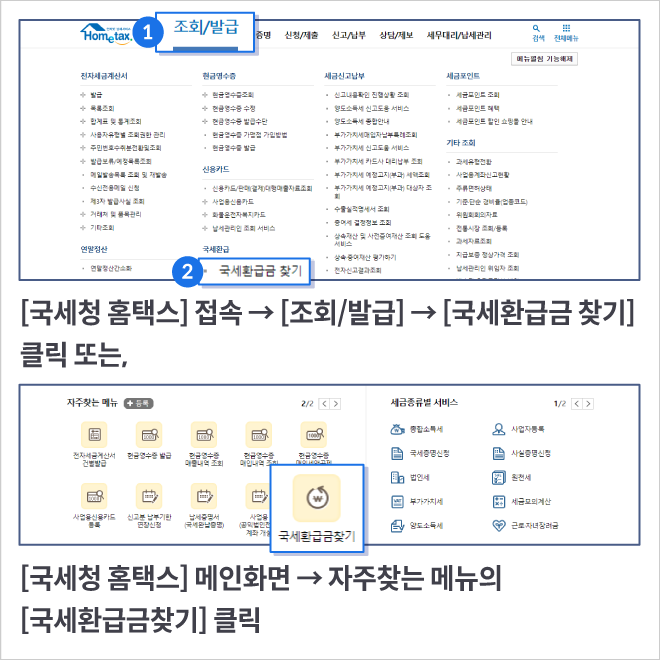 Hometax.
1
조회/발급
증명
신청/제출
신고/납부
상담/제보
세무대리/납세관리
검색
전체메뉴
메뉴열림 기능해제
전자세금계산서
발급
목록조회
합계표 및 통계조회
사용자유형별 조회권한 관리
주민번호수취분전환및조회
발급보류/예정목록조회
메일발송목록 조회 및 재발송
수신전용메일 신청
제3자 발급사실 조회
거래처 및 품목관리
기타조회
연말정산
연말정산간소화
현금영수증
현금영수증조회
현금영수증 수정
현금영수증 발급수단
현금영수증 가맹점 가입방법
현금영수증 발급
신용카드
신용카드/판매(결제)대행매출자료조회
사업용신용카드
화물운전자복지카드
납세관리인 조회 서비스
국세환급
2
국세환급금 찾기
세금신고납부
신고내용확인 진행상황 조회
양도소득세 신고도움 서비스
양도소득세 종합안내
부가가치세매입자납부특례조회
부가가치세 신고도움 서비스
부가가치세 카드사 대리납부 조회
부가가치세 예정고지(부과) 세액조회
부가가치세 예정고지(부과) 대상자 조
회
수출실적명세서 조회
증여세 결정정보 조회
상속재산 및 사전증여재산 조회 도움
서비스
상속·증여재산 평가하기
전자신고결과조회
세금포인트
세금포인트 조회
세금포인트 혜택
세금포인트 할인 쇼핑몰 안내
기타 조회
과세유형전환
사업용계좌신고현황
주류면허상태
기준·단순 경비율(업종코드)
위원회회의자료
전통시장 조회/등록
과세자료조회
지급보증 정상가격 조회
납세관리인 위임자 조회
[국세청 홈택스] 접속 → [조회/발급] → [국세환급금 찾기]
클릭 또는,
자주찾는 메뉴
+ 등록
2/2
전자세금계산서
건별발급
현금영수증 발급
현금영수증
매출내역 조회
현금영수증
매입내역 조회
현금영수증
사업용신용카드
등록
신고분 납부기한
연장신청
납세증명서
(국세완납증명)
사업용
(공익법인전
계좌 개설
국세환급금찾기
세금종류별 서비스
1/2
종합소득세
사업자등록
국세증명신청
사실증명신청
법인세
원천세
부가가치세
세금모의계산
양도소득세
근로·자녀장려금
[국세청 홈택스] 메인화면 → 자주찾는 메뉴의
[국세환급금찾기] 클릭